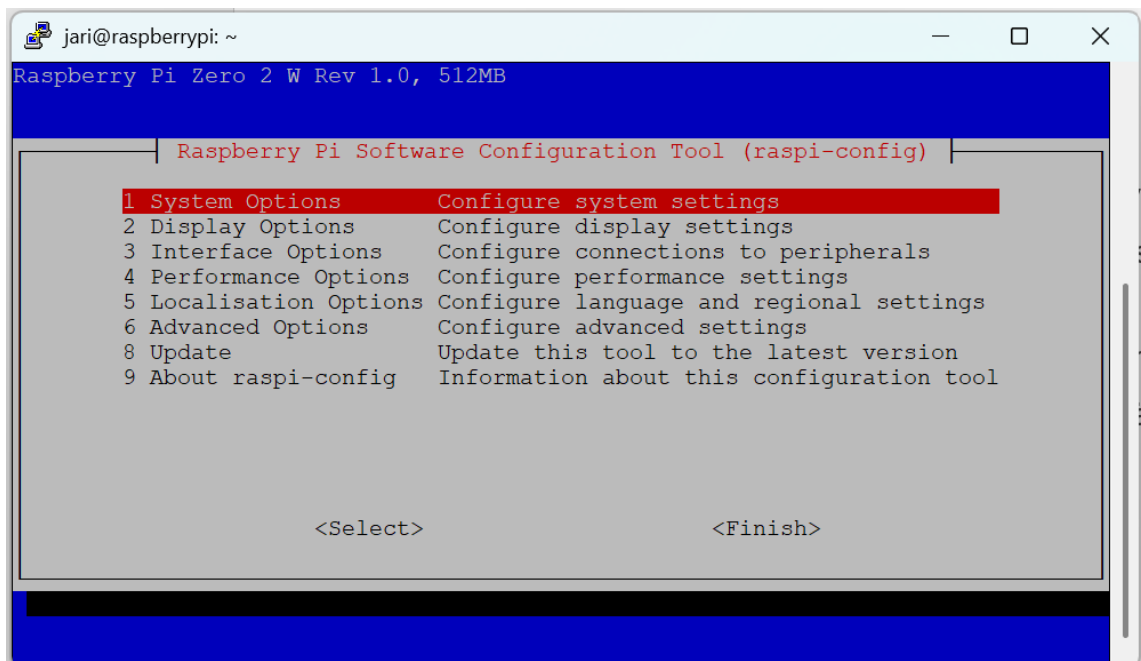 jari@raspberrypi: ~
Raspberry Pi Zero 2 W Rev 1.0, 512MB
Raspberry Pi Software Configuration Tool (raspi-config)
1 System Options Configure system settings
2 Display Options Configure display settings
3 Interface Options Configure connections to peripherals
4 Performance Options Configure performance settings
5 Localisation Options Configure language and regional settings
6 Advanced Options Configure advanced settings
8 Update Update this tool to the latest version
9 About raspi-config Information about this configuration tool
<Select> <Finish>